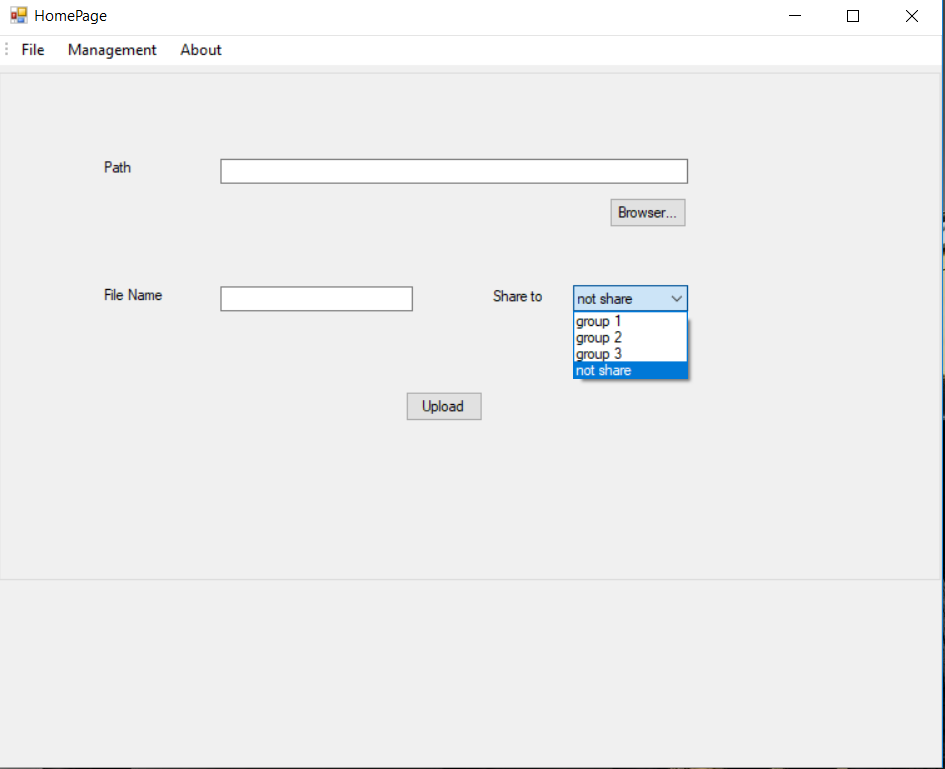 HomePage
File Management About
Path
Browser...
File Name
Share to
not share
group 1
group 2
group 3
not share
Upload